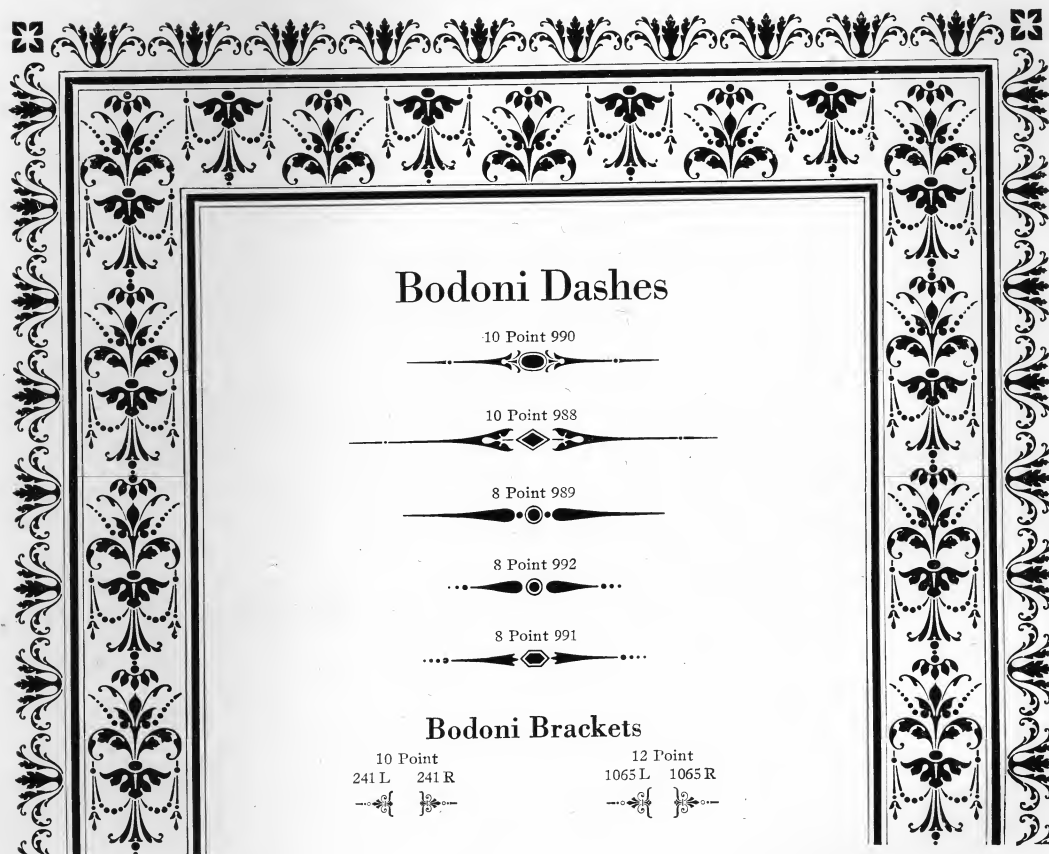 Bodoni Dashes
10 Point 990
10 Point 988
8 Point 989
8 Point 992
8 Point 991
Bodoni Brackets
10 Point 12 Point
241 L 241 R 1065 L 1065 R